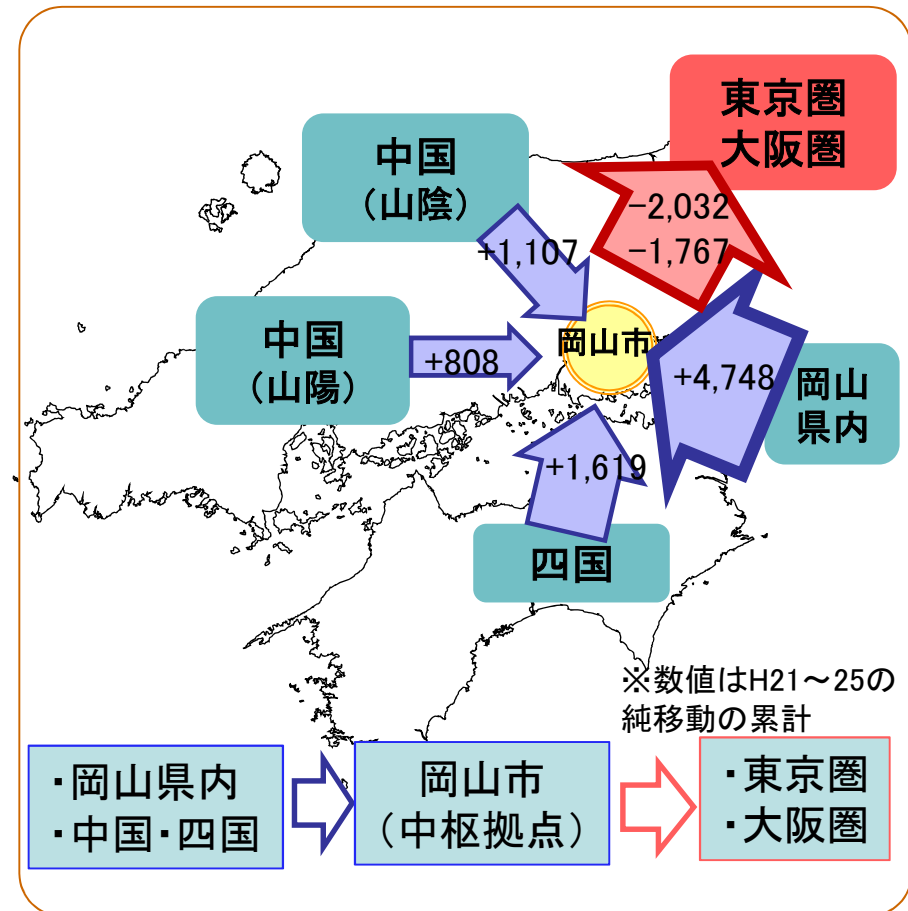 東京圏
大阪圏
中国
（山陰）
−2,032
−1,767
+1,107
中国
（山陽）
+808
岡山市
+4,748
岡山
県内
+1,619
四国
※数値はH21～25の
純移動の累計
・岡山県内
・中国・四国
岡山市
（中枢拠点）
・東京圏
・大阪圏